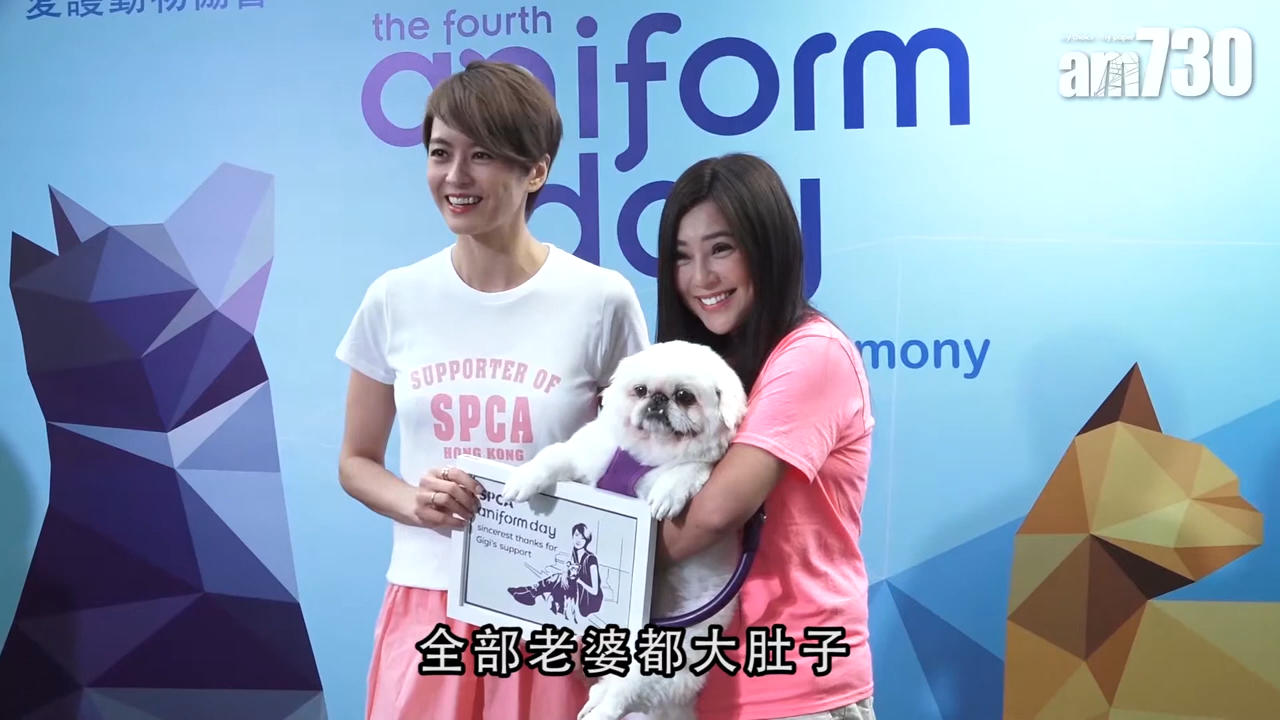 愛護動物協會
the fourth
aniform
day
mony
am730
SUPPORTER OF
SPCA
HONG KONG
SPCA
aniform day
sincerest thanks for
Gigi's support
全部老婆都大肚子